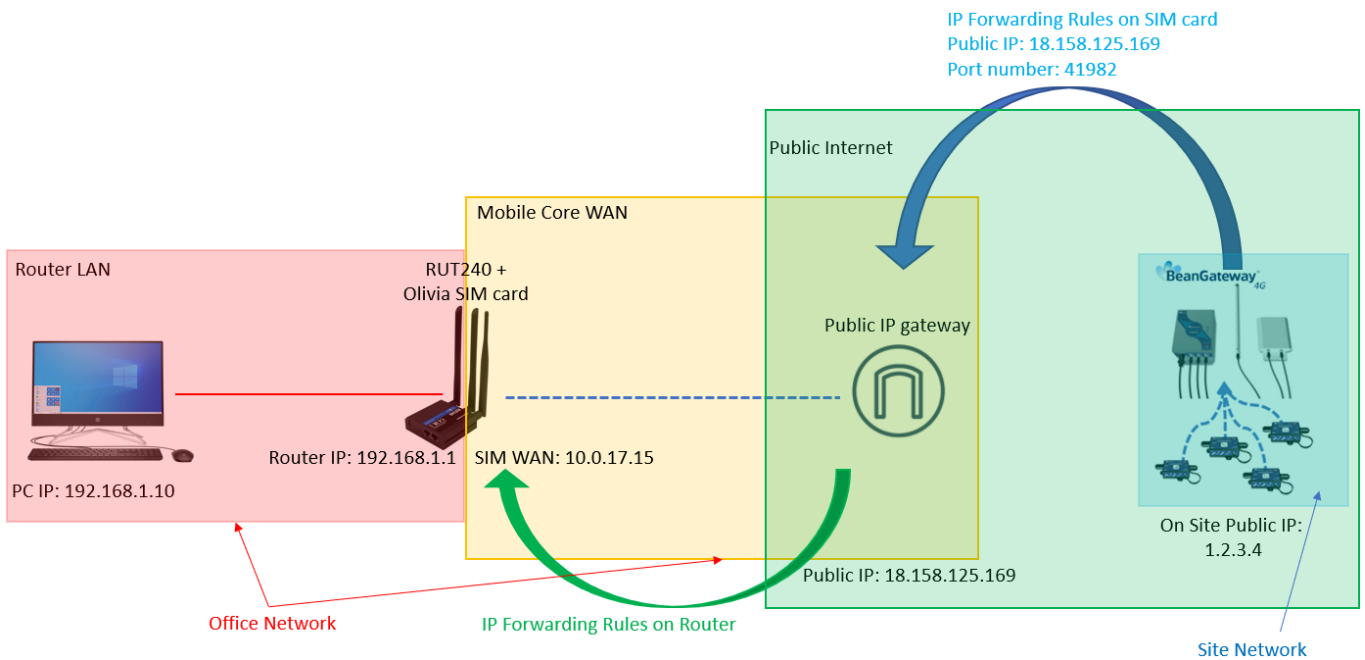 IP Forwarding Rules on SIM card
Public IP: 18.158.125.169
Port number: 41982
Public Internet
Mobile Core WAN
Router LAN
RUT240 +
Olivia SIM card
BeanGateway
4G
Public IP gateway
Router IP: 192.168.1.1
SIM WAN: 10.0.17.15
PC IP: 192.168.1.10
On Site Public IP:
1.2.3.4
Public IP: 18.158.125.169
Office Network
IP Forwarding Rules on Router
Site Network